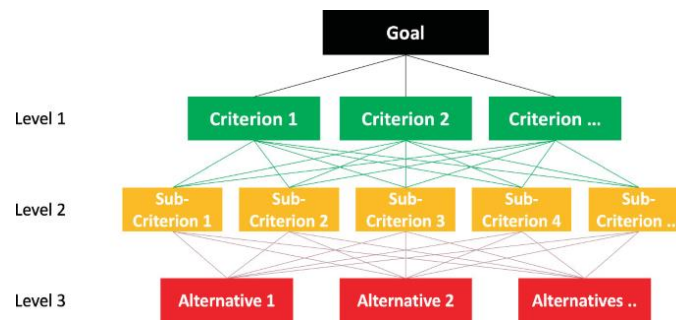 Goal
Level 1
Criterion 1
Criterion 2
Criterion ...
Level 2
Sub-
Criterion 1
Sub-
Criterion 2
Sub-
Criterion 3
Sub-
Criterion 4
Sub-
Criterion ..
Level 3
Alternative 1
Alternative 2
Alternatives ..